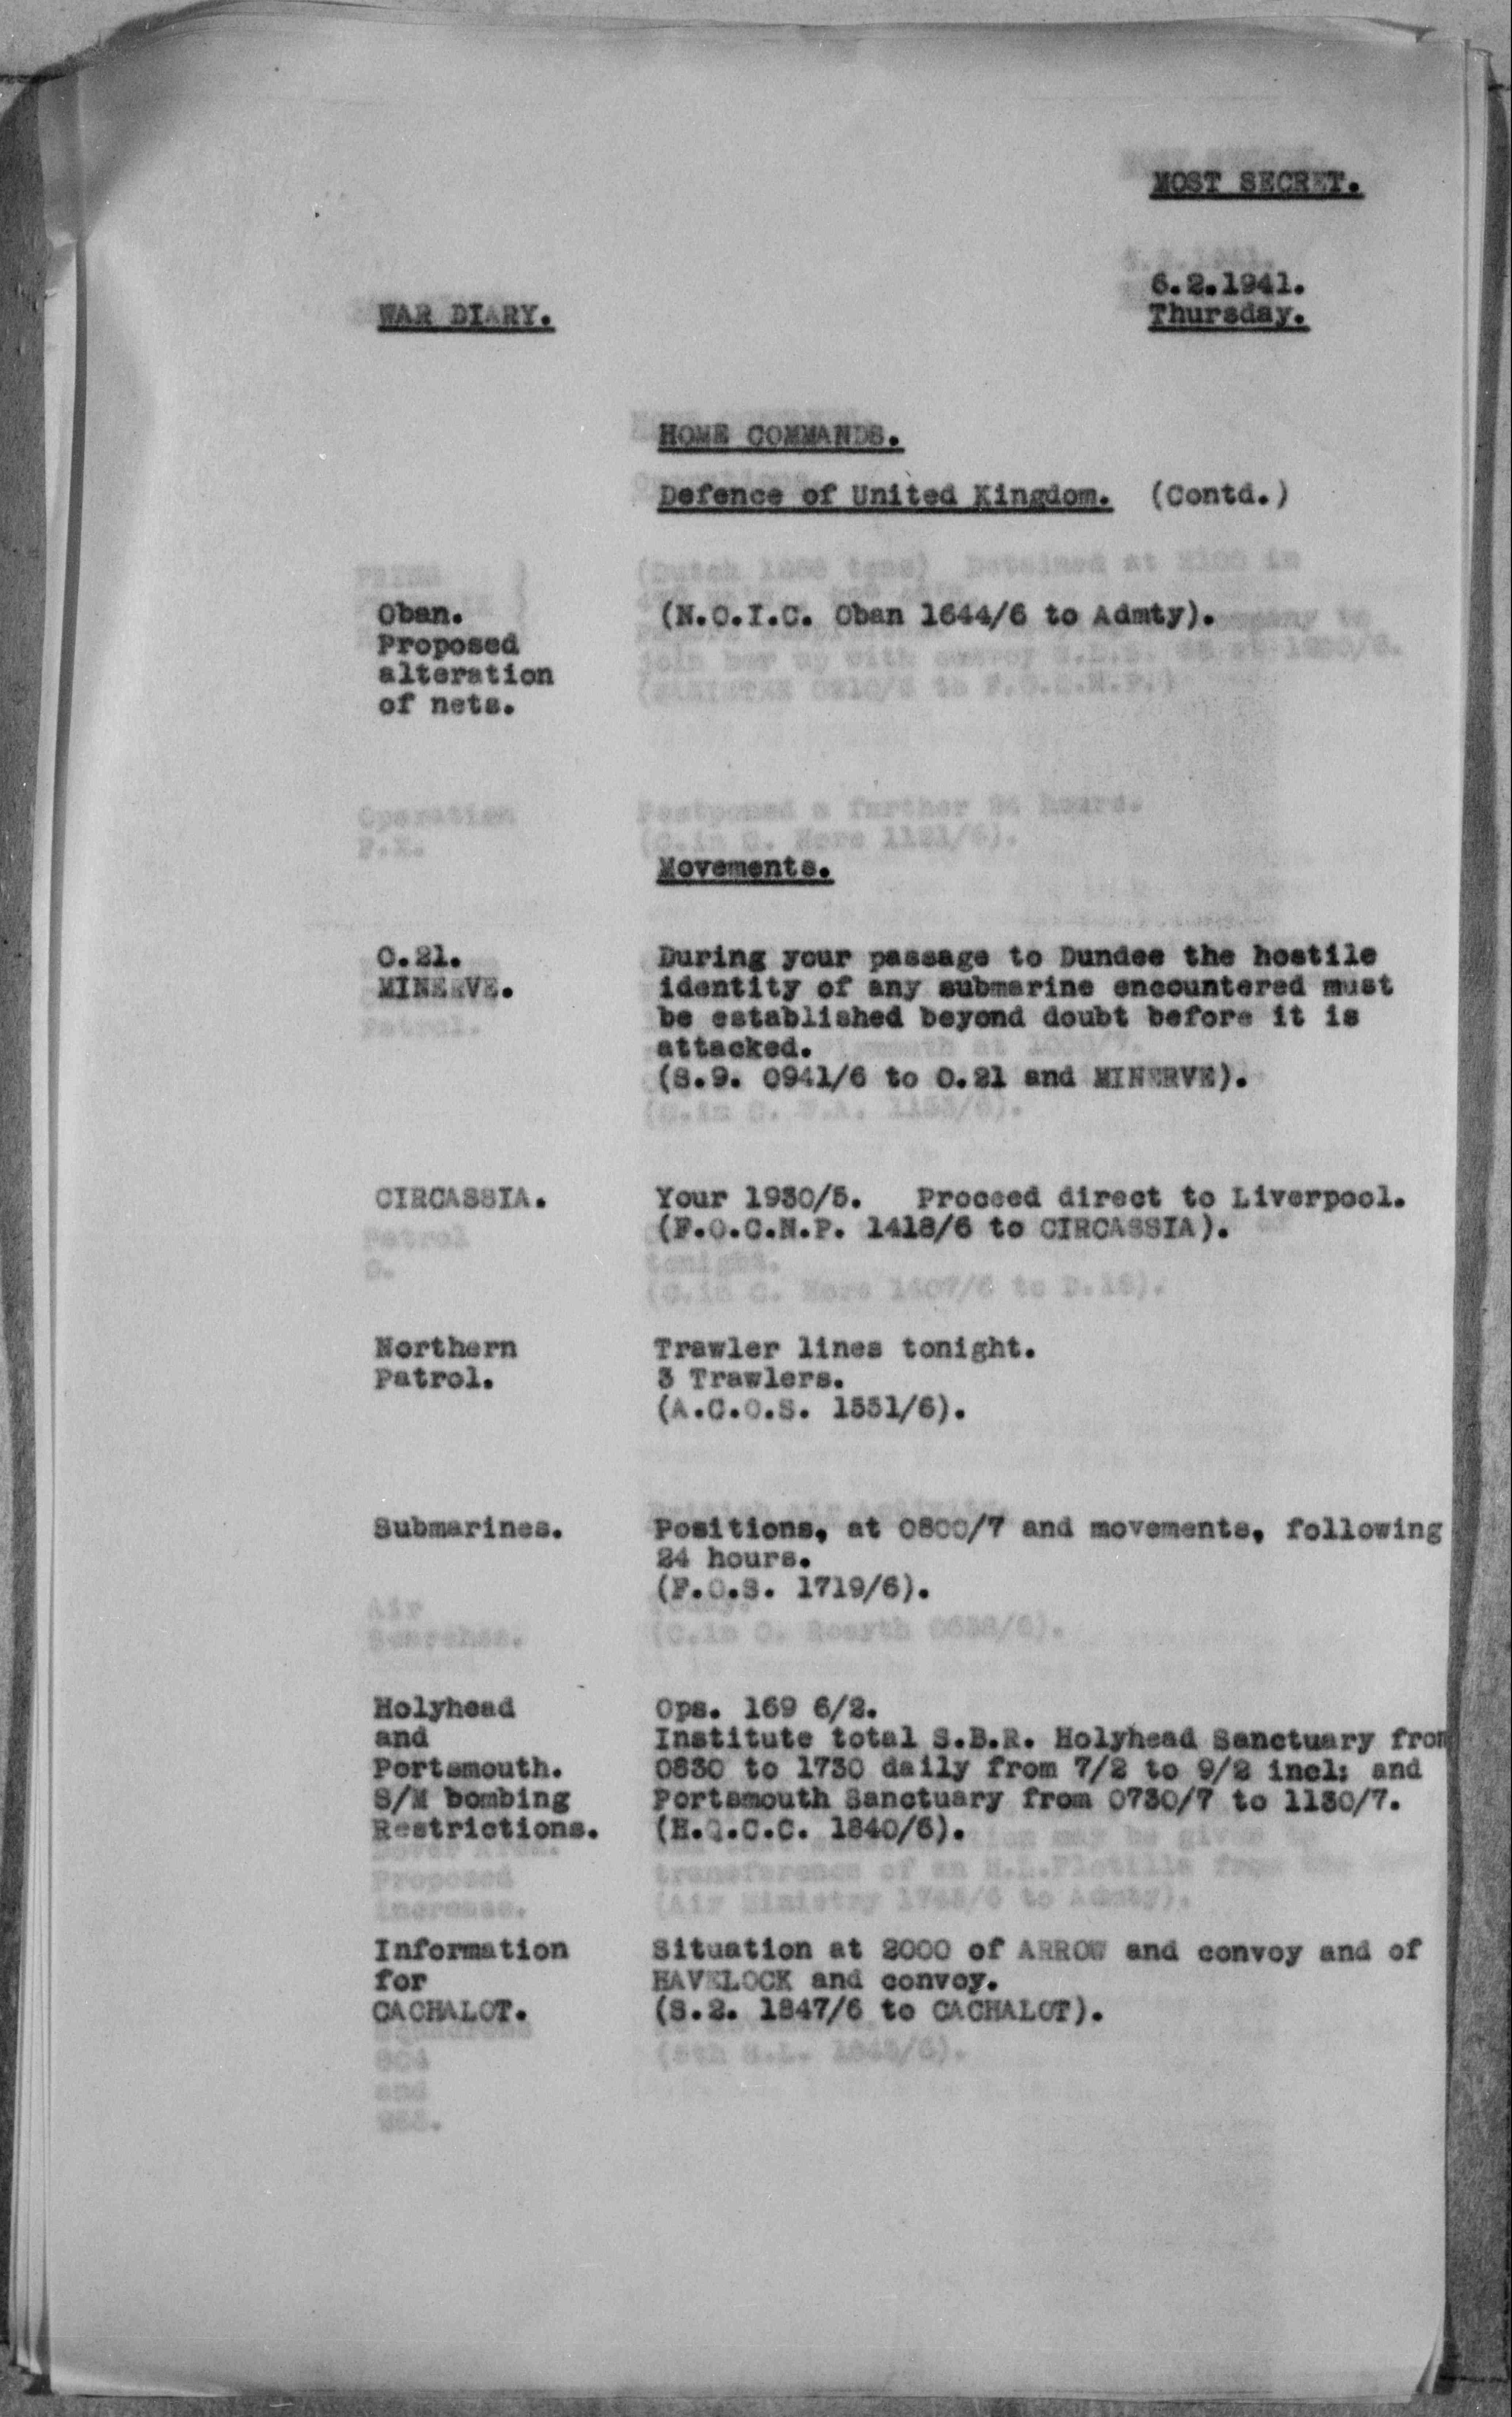 MOST SECRET.
6.2.1941.
WAR DIARY.
Thursday.
HOME COMMANDS.
Defence of United Kingdom. (Contd.)
Oban.
Proposed
alteration
of nets.
(N.O.I.C. Oban 1644/6 to Admty).
Movements.
O.21.
MINERVE.
During your passage to Dundee the hostile
identity of any submarine encountered must
be established beyond doubt before it is
attacked.
(S.9. 0941/6 to O.21 and MINERVE).
CIRCASSIA.
Your 1930/5. Proceed direct to Liverpool.
(F.O.C.N.P. 1418/6 to CIRCASSIA).
Northern
Patrol.
Trawler lines tonight.
3 Trawlers.
(A.C.O.S. 1551/6).
Submarines.
Positions, at 0800/7 and movements, following
24 hours.
(F.O.S. 1719/6).
Holyhead
and
Portsmouth.
S/M bombing
Restrictions.
Ops. 169 6/2.
Institute total S.B.R. Holyhead Sanctuary from
0830 to 1730 daily from 7/2 to 9/2 incl: and
Portsmouth Sanctuary from 0730/7 to 1130/7.
(H.Q.C.C. 1840/6).
Information
for
CACHALOT.
Situation at 2000 of ARROW and convoy and of
HAVELOCK and convoy.
(S.2. 1847/6 to CACHALOT).